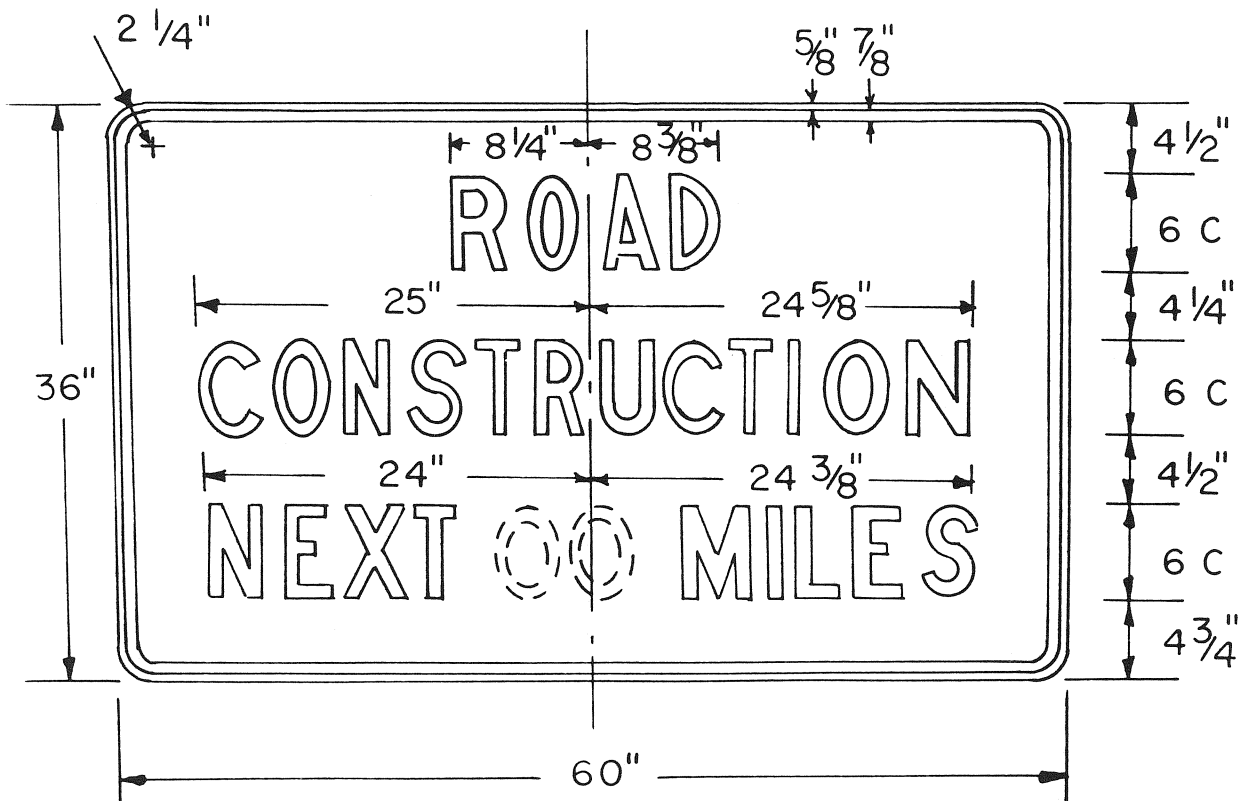 2 1/4"
5/8" 7/8"
8 1/4" 8 3/8"
4 1/2"
ROAD
6 C
25" 24 5/8"
4 1/4"
36"
CONSTRUCTION
6 C
24" 24 3/8"
4 1/2"
NEXT 00 MILES
6 C
4 3/4"
60"